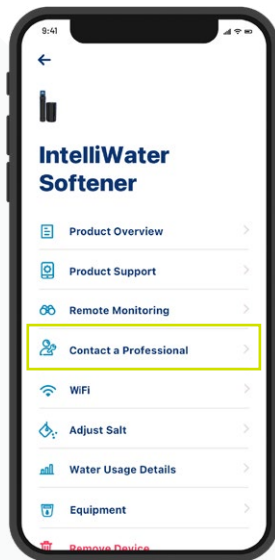 9:41
IntelliWater
Softener
Product Overview
Product Support
Remote Monitoring
Contact a Professional
WiFi
Adjust Salt
Water Usage Details
Equipment
Remove Device